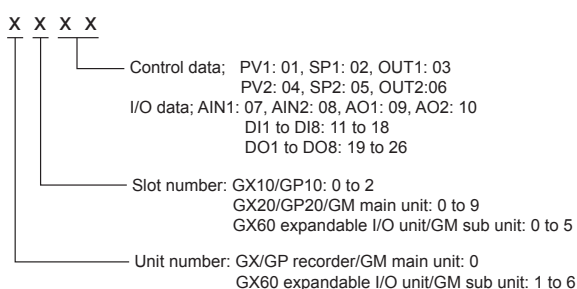 X X X X
Control data; PV1: 01, SP1: 02, OUT1: 03
PV2: 04, SP2: 05, OUT2:06
I/O data; AIN1: 07, AIN2: 08, AO1: 09, AO2: 10
DI1 to DI8: 11 to 18
DO1 to DO8: 19 to 26
Slot number: GX10/GP10: 0 to 2
GX20/GP20/GM main unit: 0 to 9
GX60 expandable I/O unit/GM sub unit: 0 to 5
Unit number: GX/GP recorder/GM main unit: 0
GX60 expandable I/O unit/GM sub unit: 1 to 6